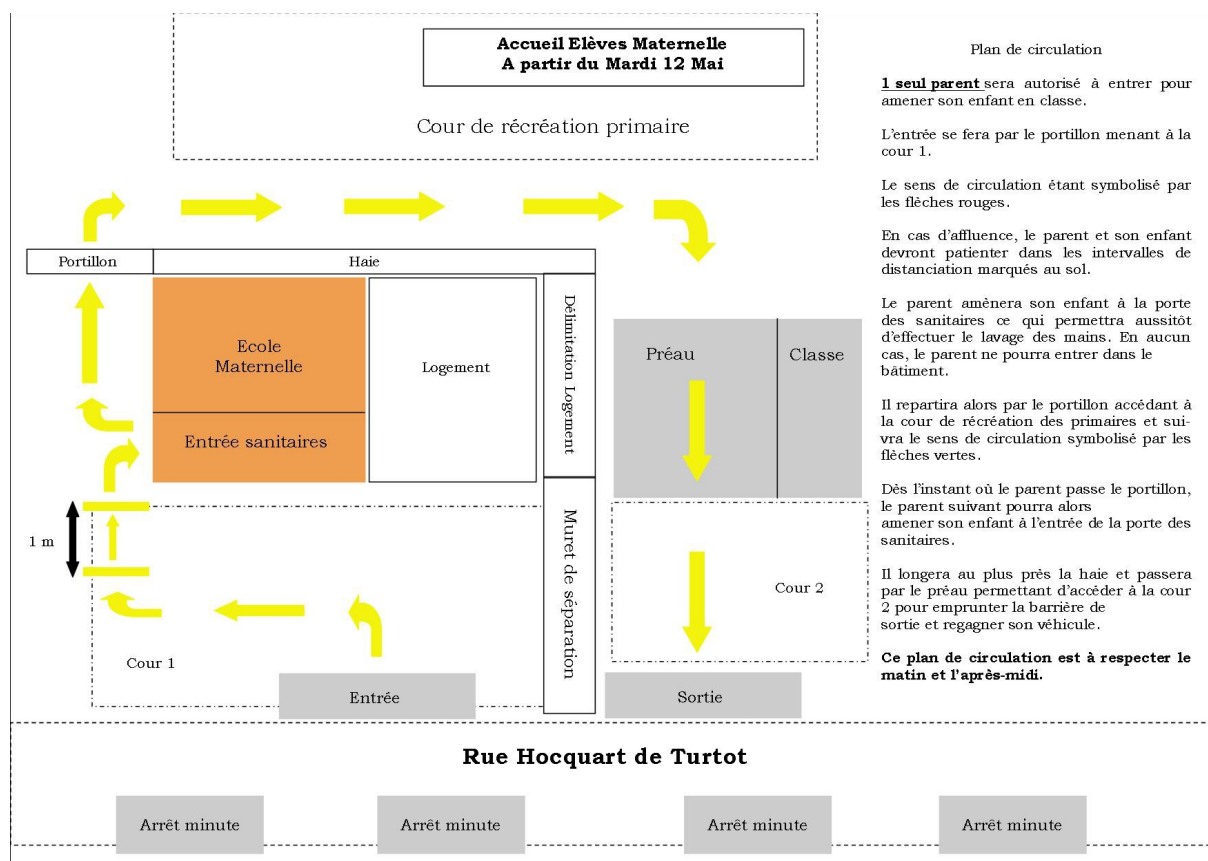 Accueil Elèves Maternelle
A partir du Mardi 12 Mai
Cour de récréation primaire
Portillon
Haie
Ecole
Maternelle
Logement
Délimitation Logement
Entrée sanitaires
1 m
Muret de séparation
Cour 1
Entrée
Préau
Classe
Cour 2
Sortie
Plan de circulation
1 seul parent sera autorisé à entrer pour
amener son enfant en classe.
L'entrée se fera par le portillon menant à la
cour 1.
Le sens de circulation étant symbolisé par
les flèches rouges.
En cas d'affluence, le parent et son enfant
devront patienter dans les intervalles de
distanciation marqués au sol.
Le parent amènera son enfant à la porte
des sanitaires ce qui permettra aussitôt
d'effectuer le lavage des mains. En aucun
cas, le parent ne pourra entrer dans le
bâtiment.
Il repartira alors par le portillon accédant à
la cour de récréation des primaires et sui-
vra le sens de circulation symbolisé par les
flèches vertes.
Dès l'instant où le parent passe le portillon,
le parent suivant pourra alors
amener son enfant à l'entrée de la porte des
sanitaires.
Il longera au plus près la haie et passera
par le préau permettant d'accéder à la cour
2 pour emprunter la barrière de
sortie et regagner son véhicule.
Ce plan de circulation est à respecter le
matin et l'après-midi.
Rue Hocquart de Turtot
Arrêt minute
Arrêt minute
Arrêt minute
Arrêt minute